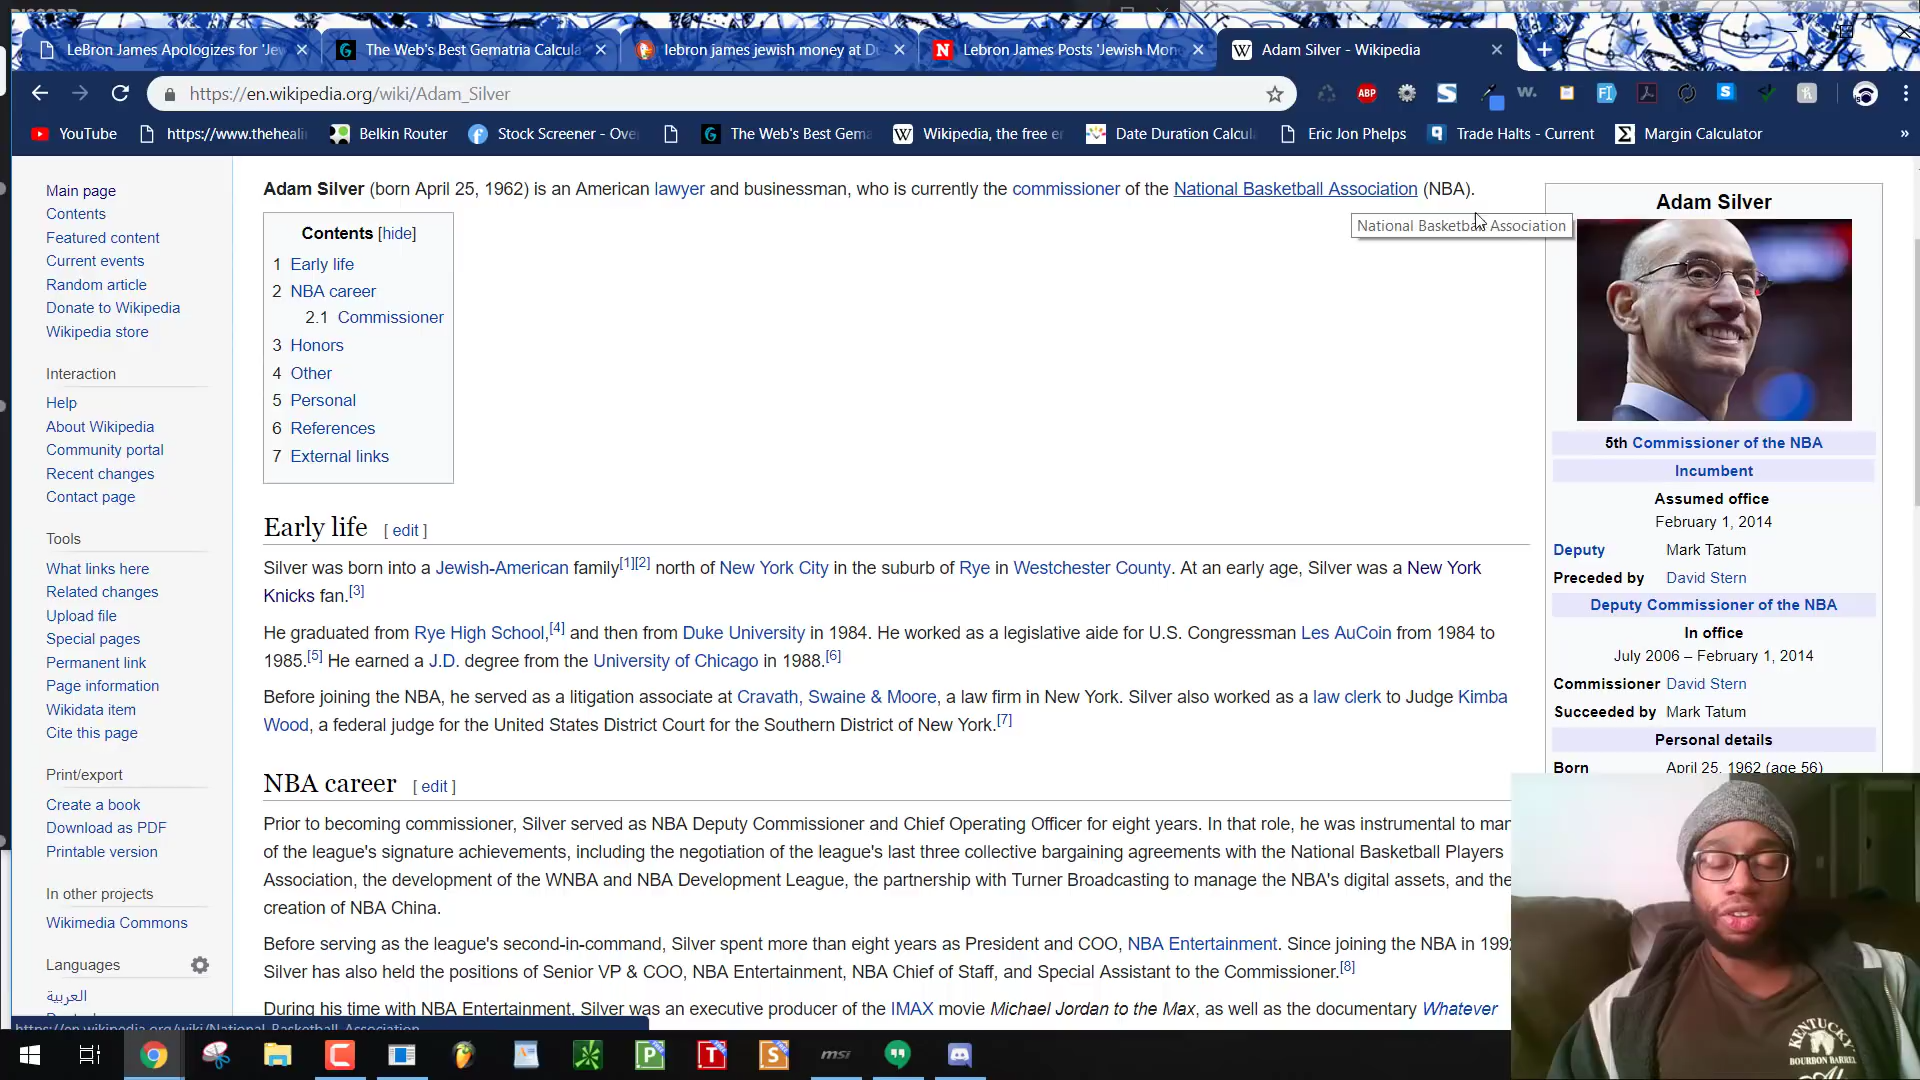 LeBron James Apologizes for 'Jew
The Web's Best Gematria Calcula
lebron james jewish money at Du
Lebron James Posts 'Jewish Mon
Adam Silver - Wikipedia
https://en.wikipedia.org/wiki/Adam_Silver
YouTube
https://www.thehealin
Belkin Router
Stock Screener - Ove
The Web's Best Gema
Wikipedia, the free e
Date Duration Calcul
Eric Jon Phelps
Trade Halts - Current
Margin Calculator
»
Main page
Contents
Featured content
Current events
Random article
Donate to Wikipedia
Wikipedia store
Interaction
Help
About Wikipedia
Community portal
Recent changes
Contact page
Tools
What links here
Related changes
Upload file
Special pages
Permanent link
Page information
Wikidata item
Cite this page
Print/export
Create a book
Download as PDF
Printable version
In other projects
Wikimedia Commons
Languages
العربية
Adam Silver (born April 25, 1962) is an American lawyer and businessman, who is currently the commissioner of the National Basketball Association (NBA).
National Basketball Association
Contents [hide]
1 Early life
2 NBA career
2.1 Commissioner
3 Honors
4 Other
5 Personal
6 References
7 External links
Early life [ edit ]
Silver was born into a Jewish-American family[1][2] north of New York City in the suburb of Rye in Westchester County. At an early age, Silver was a New York
Knicks fan.[3]
He graduated from Rye High School,[4] and then from Duke University in 1984. He worked as a legislative aide for U.S. Congressman Les AuCoin from 1984 to
1985.[5] He earned a J.D. degree from the University of Chicago in 1988.[6]
Before joining the NBA, he served as a litigation associate at Cravath, Swaine & Moore, a law firm in New York. Silver also worked as a law clerk to Judge Kimba
Wood, a federal judge for the United States District Court for the Southern District of New York.[7]
NBA career [ edit ]
Prior to becoming commissioner, Silver served as NBA Deputy Commissioner and Chief Operating Officer for eight years. In that role, he was instrumental to mar
of the league's signature achievements, including the negotiation of the league's last three collective bargaining agreements with the National Basketball Players
Association, the development of the WNBA and NBA Development League, the partnership with Turner Broadcasting to manage the NBA's digital assets, and the
creation of NBA China.
Before serving as the league's second-in-command, Silver spent more than eight years as President and COO, NBA Entertainment. Since joining the NBA in 1992
Silver has also held the positions of Senior VP & COO, NBA Entertainment, NBA Chief of Staff, and Special Assistant to the Commissioner.[8]
During his time with NBA Entertainment, Silver was an executive producer of the IMAX movie Michael Jordan to the Max, as well as the documentary Whatever
Adam Silver
5th Commissioner of the NBA
Incumbent
Assumed office
February 1, 2014
Deputy Mark Tatum
Preceded by David Stern
Deputy Commissioner of the NBA
In office
July 2006 – February 1, 2014
Commissioner David Stern
Succeeded by Mark Tatum
Personal details
Born April 25, 1962 (age 56)
https://en.wikipedia.org/wiki/National_Basketball_Association
KENTUCKY
BOURBON BARREL
msi